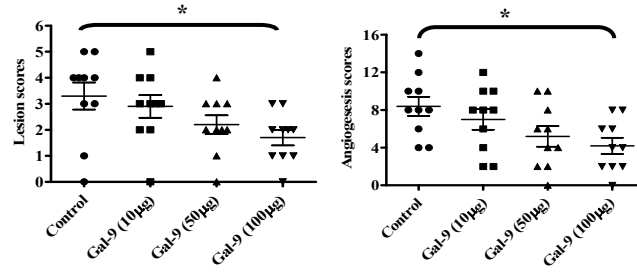 *
Lesion scores
6
5
4
3
2
1
0
Control
Gal-9 (10µg)
Gal-9 (50µg)
Gal-9 (100µg)
*
Angiogesesis scores
16
12
8
4
0
Control
Gal-9 (10µg)
Gal-9 (50µg)
Gal-9 (100µg)